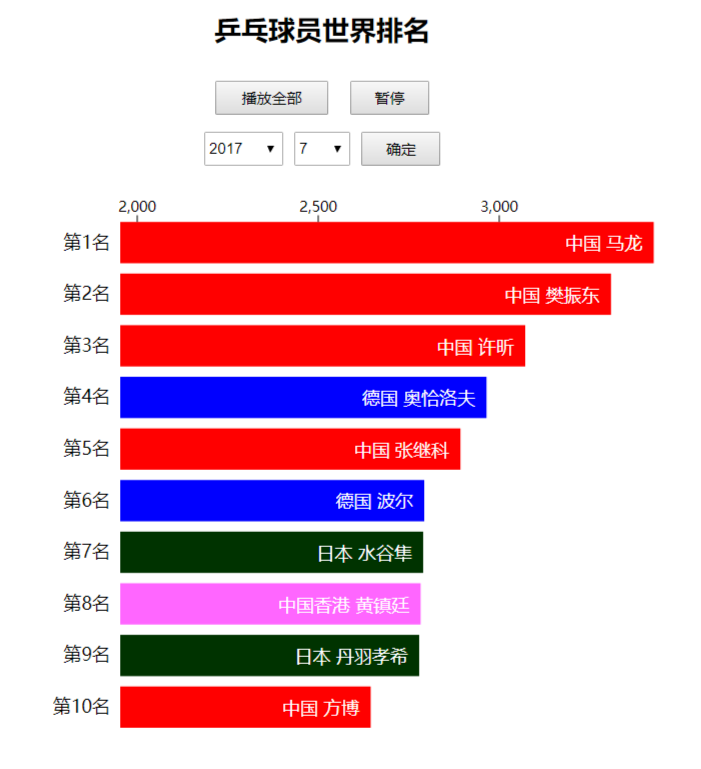 乒乓球员世界排名
播放全部 暂停
2017 7 确定
2,000 2,500 3,000
第1名 中国 马龙
第2名 中国 樊振东
第3名 中国 许昕
第4名 德国 奥恰洛夫
第5名 中国 张继科
第6名 德国 波尔
第7名 日本 水谷隼
第8名 中国香港 黄镇廷
第9名 日本 丹羽孝希
第10名 中国 方博